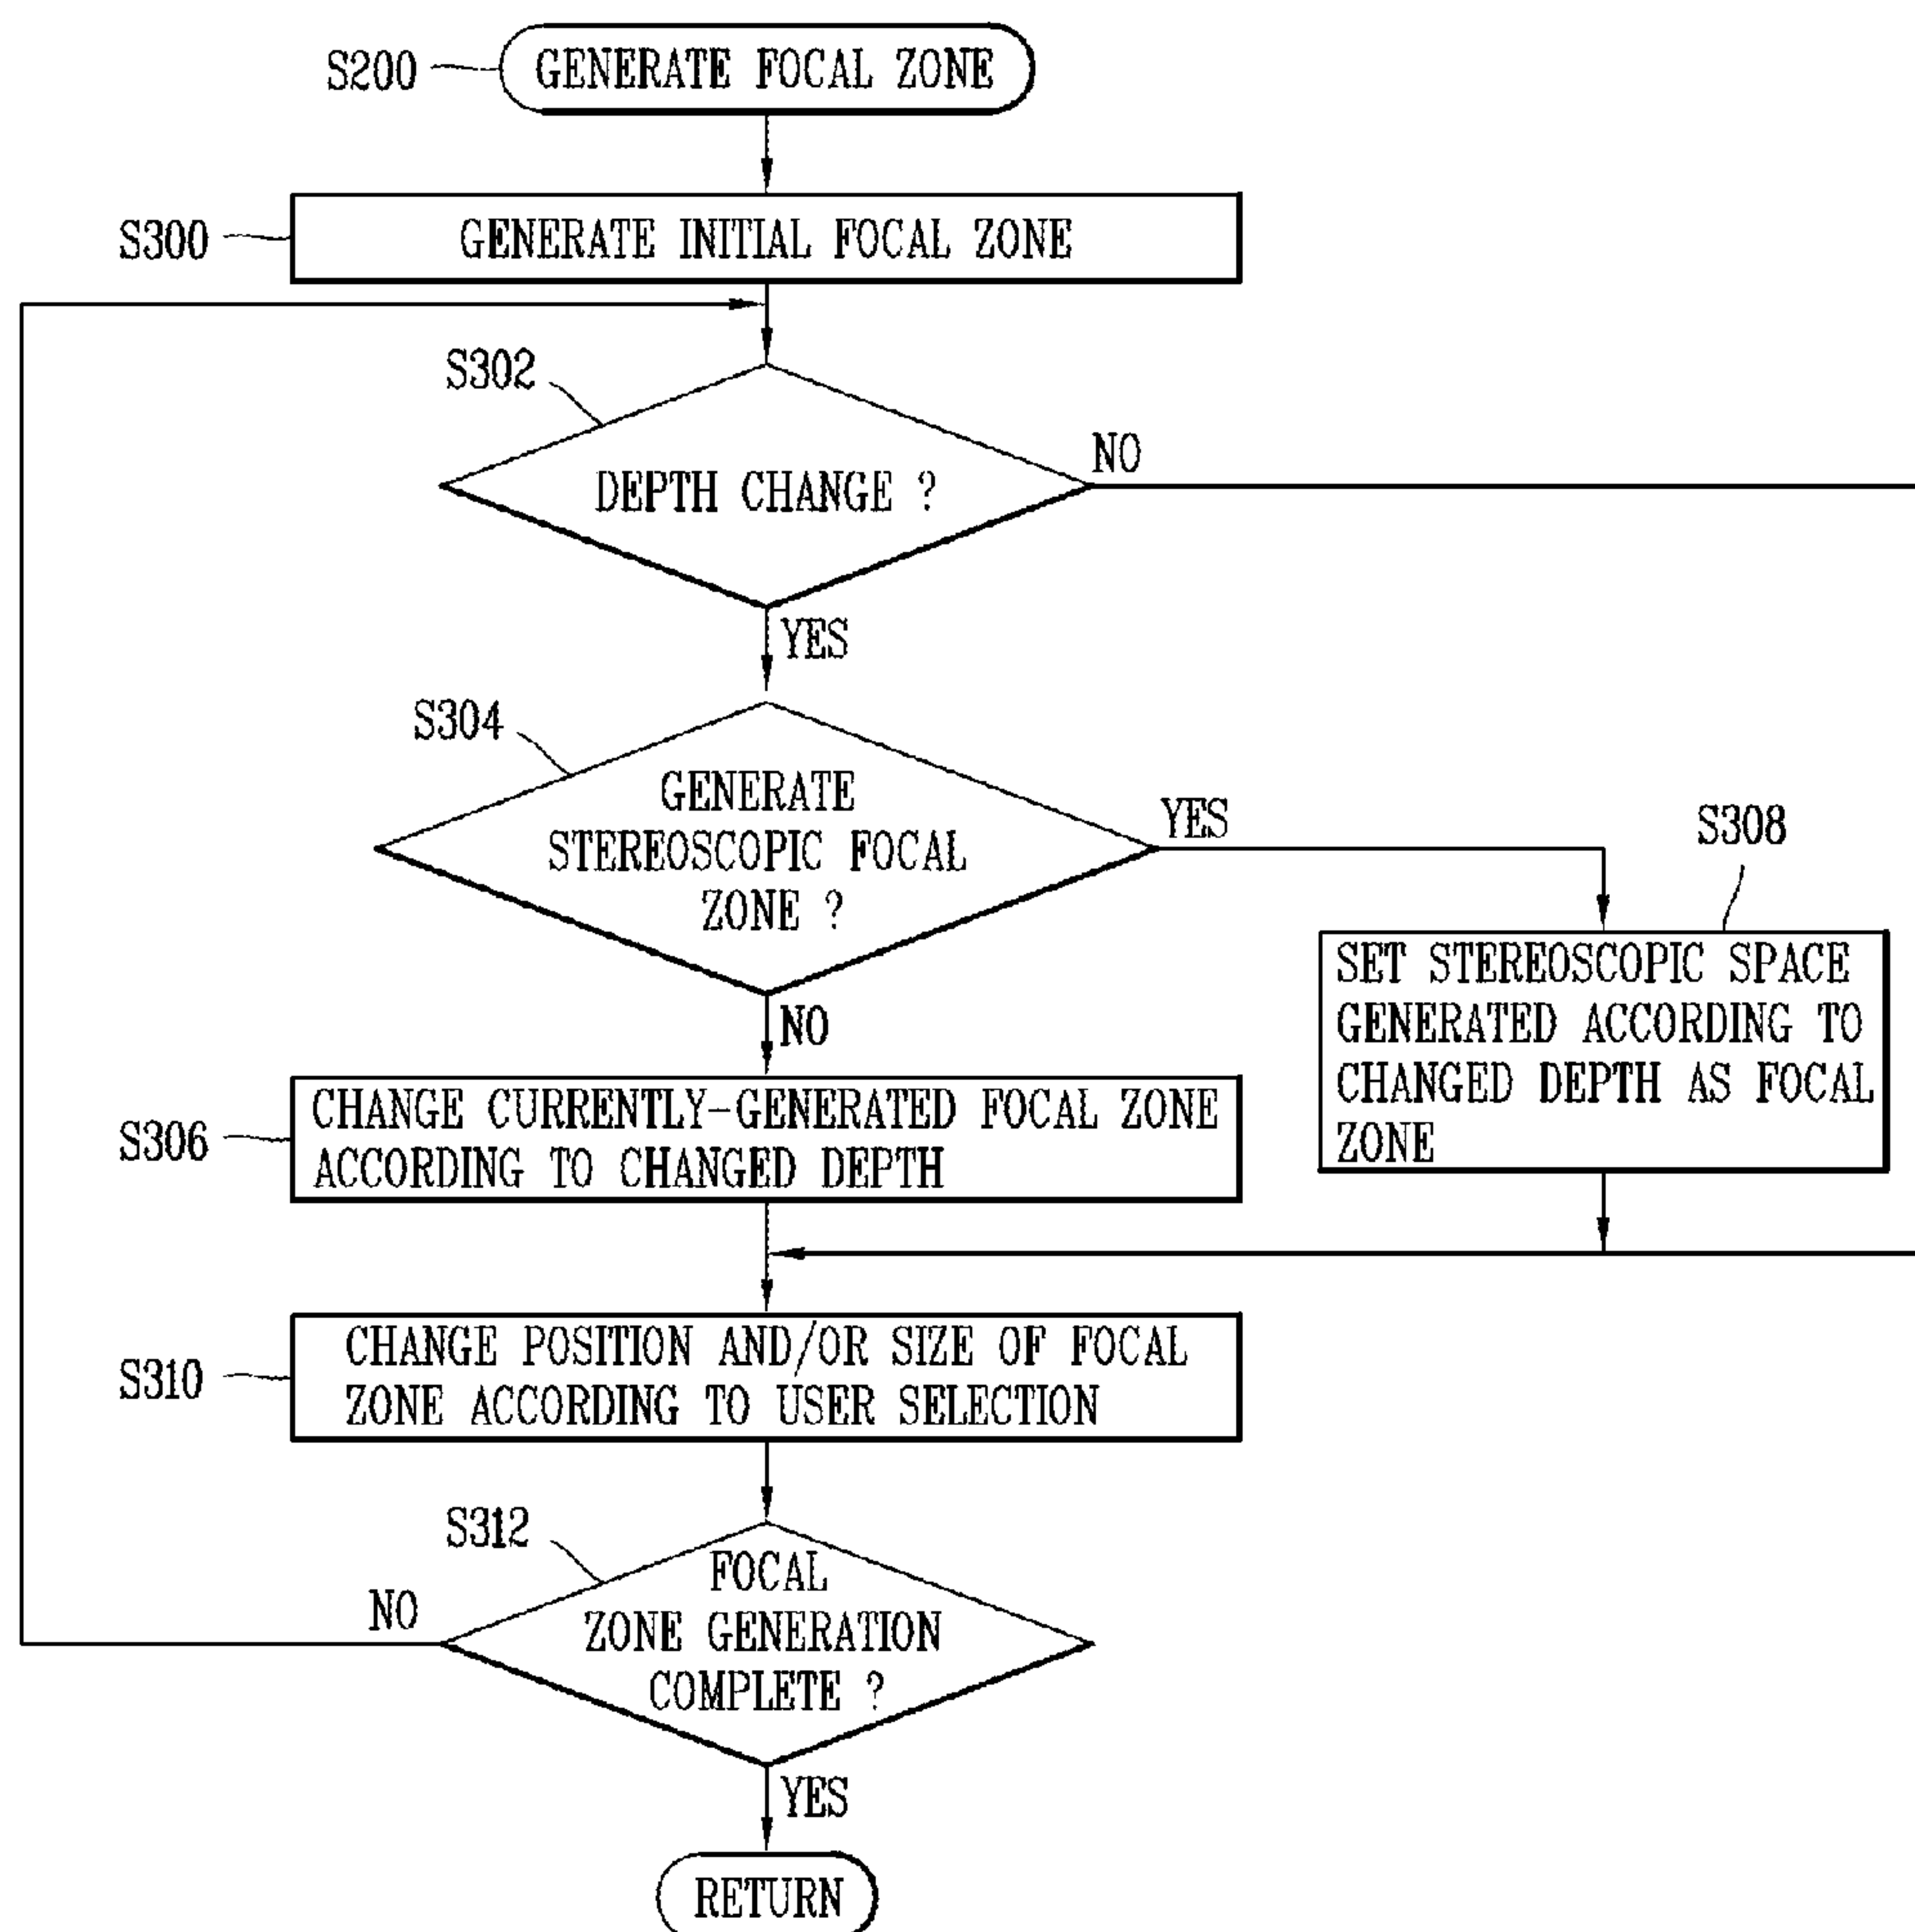 S200
GENERATE FOCAL ZONE
S300
GENERATE INITIAL FOCAL ZONE
S302
DEPTH CHANGE ?
NO
YES
S304
GENERATE
STEREOSCOPIC FOCAL
ZONE ?
YES
NO
S308
SET STEREOSCOPIC SPACE
GENERATED ACCORDING TO
CHANGED DEPTH AS FOCAL
ZONE
S306
CHANGE CURRENTLY-GENERATED FOCAL ZONE
ACCORDING TO CHANGED DEPTH
S310
CHANGE POSITION AND/OR SIZE OF FOCAL
ZONE ACCORDING TO USER SELECTION
S312
FOCAL
ZONE GENERATION
COMPLETE ?
NO
YES
RETURN